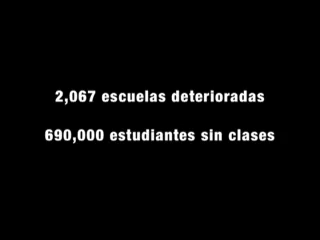 2,067 escuelas deterioradas
690,000 estudiantes sin clases